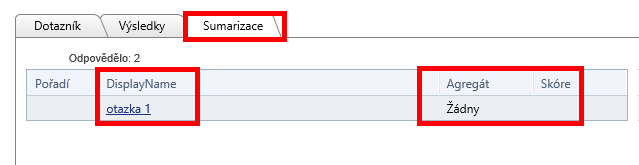 Dotazník Výsledky Sumarizace
Odpovědělo: 2
Pořadí DisplayName Agregát Skóre
otazka 1 Žádny